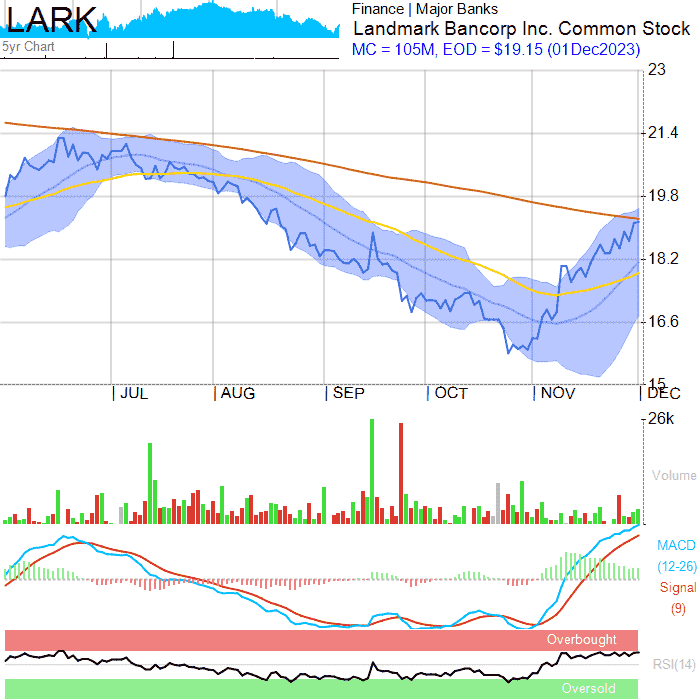 LARK
5yr Chart
Finance | Major Banks
Landmark Bancorp Inc. Common Stock
MC = 105M, EOD = $19.15 (01Dec2023)
23
21.4
19.8
18.2
16.6
15
JUL AUG SEP OCT NOV DEC
26k
Volume
MACD
(12-26)
Signal
(9)
Overbought
RSI(14)
Oversold